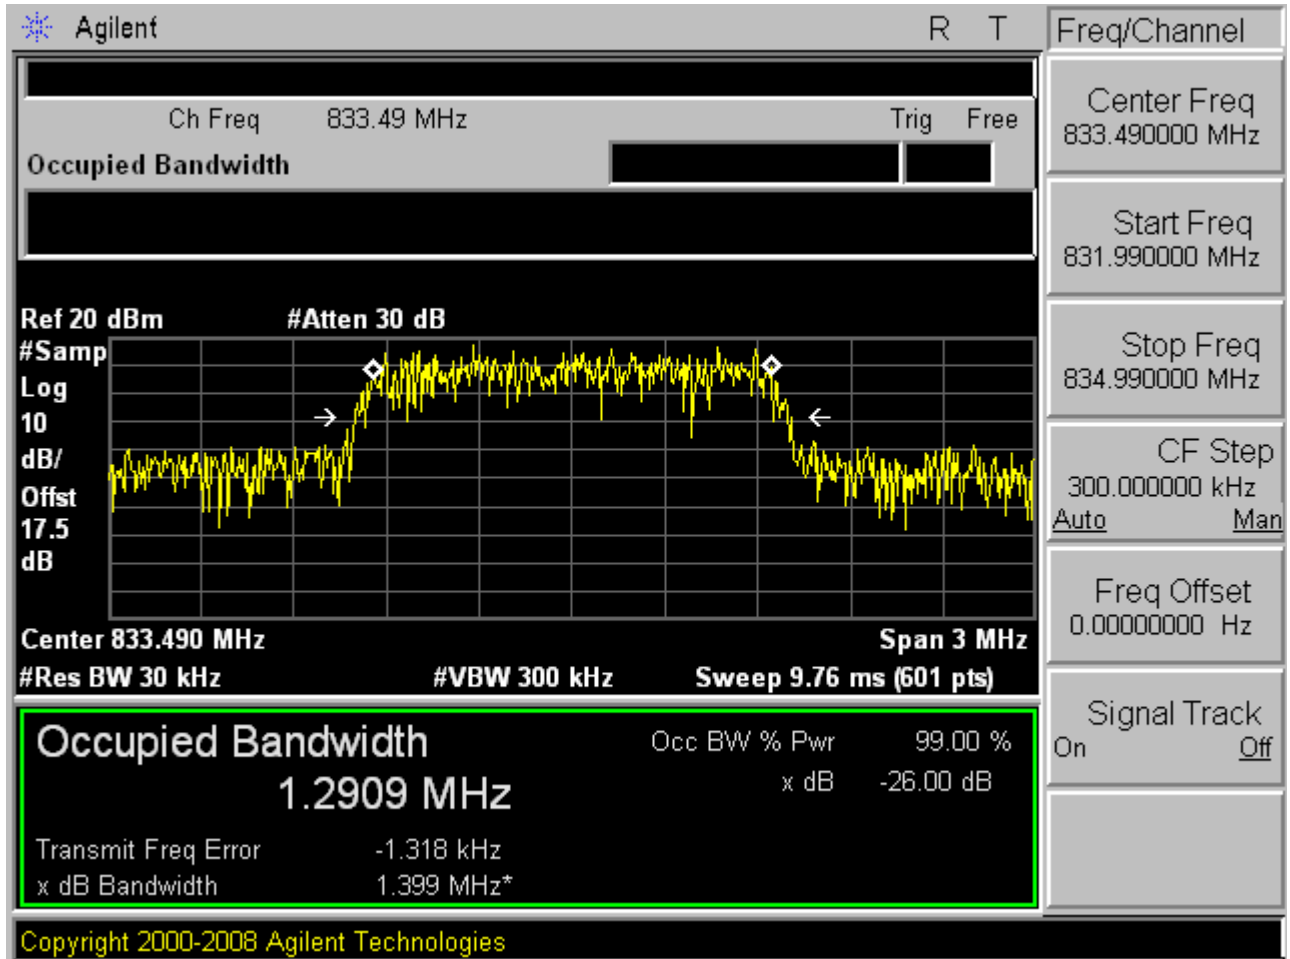 Agilent R T Freq/Channel
Ch Freq 833.49 MHz Trig Free
Occupied Bandwidth
Center Freq
833.490000 MHz
Start Freq
831.990000 MHz
Stop Freq
834.990000 MHz
CF Step
300.000000 kHz
Auto Man
Freq Offset
0.00000000 Hz
Signal Track
On Off
Ref 20 dBm #Atten 30 dB
#Samp
Log
10
dB/
Offst
17.5
dB
Center 833.490 MHz Span 3 MHz
#Res BW 30 kHz #VBW 300 kHz Sweep 9.76 ms (601 pts)
Occupied Bandwidth Occ BW % Pwr 99.00 %
1.2909 MHz x dB -26.00 dB
Transmit Freq Error -1.318 kHz
x dB Bandwidth 1.399 MHz*
Copyright 2000-2008 Agilent Technologies